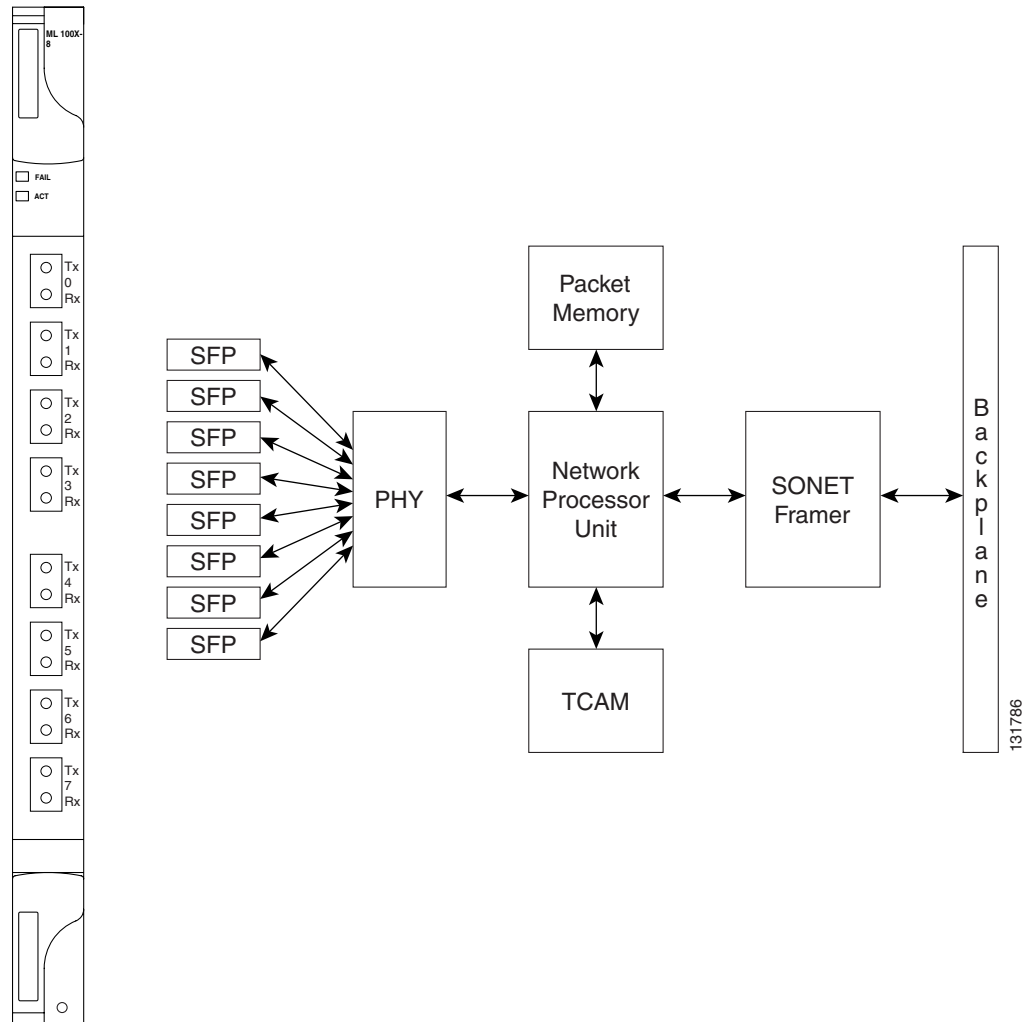 ML 100X-
8
FAIL
ACT
Tx
0
Rx
Tx
1
Rx
Tx
2
Rx
Tx
3
Rx
Tx
4
Rx
Tx
5
Rx
Tx
6
Rx
Tx
7
Rx
SFP
SFP
SFP
SFP
SFP
SFP
SFP
SFP
PHY
Packet
Memory
Network
Processor
Unit
TCAM
SONET
Framer
B
a
c
k
p
l
a
n
e
131786